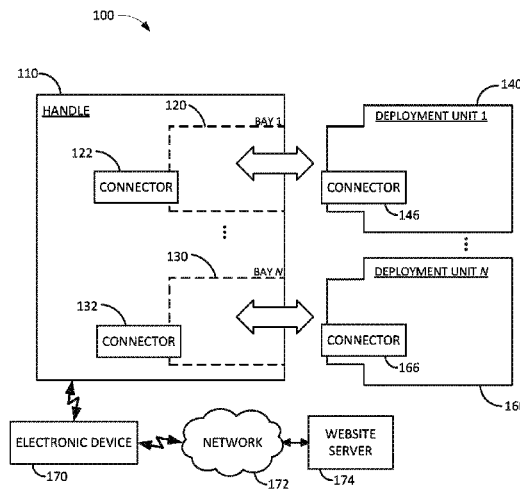 100
110
HANDLE
120
BAY 1
122
CONNECTOR
140
DEPLOYMENT UNIT 1
CONNECTOR
146
130
BAY N
132
CONNECTOR
DEPLOYMENT UNIT N
CONNECTOR
166
ELECTRONIC DEVICE
170
NETWORK
172
WEBSITE
SERVER
174